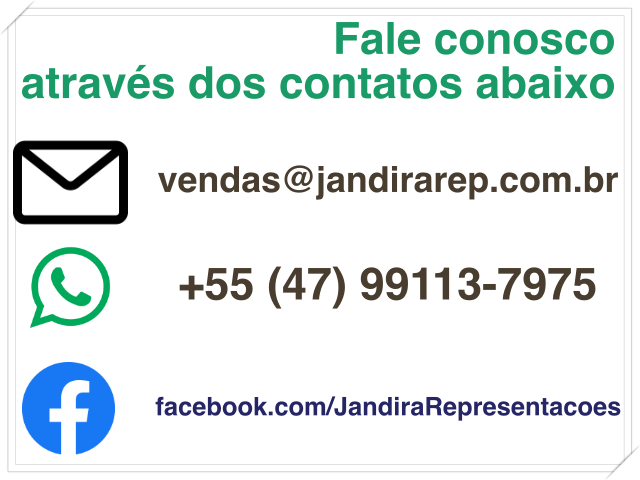 Fale conosco
através dos contatos abaixo
vendas@jandirarep.com.br
+55 (47) 99113-7975
facebook.com/JandiraRepresentacoes